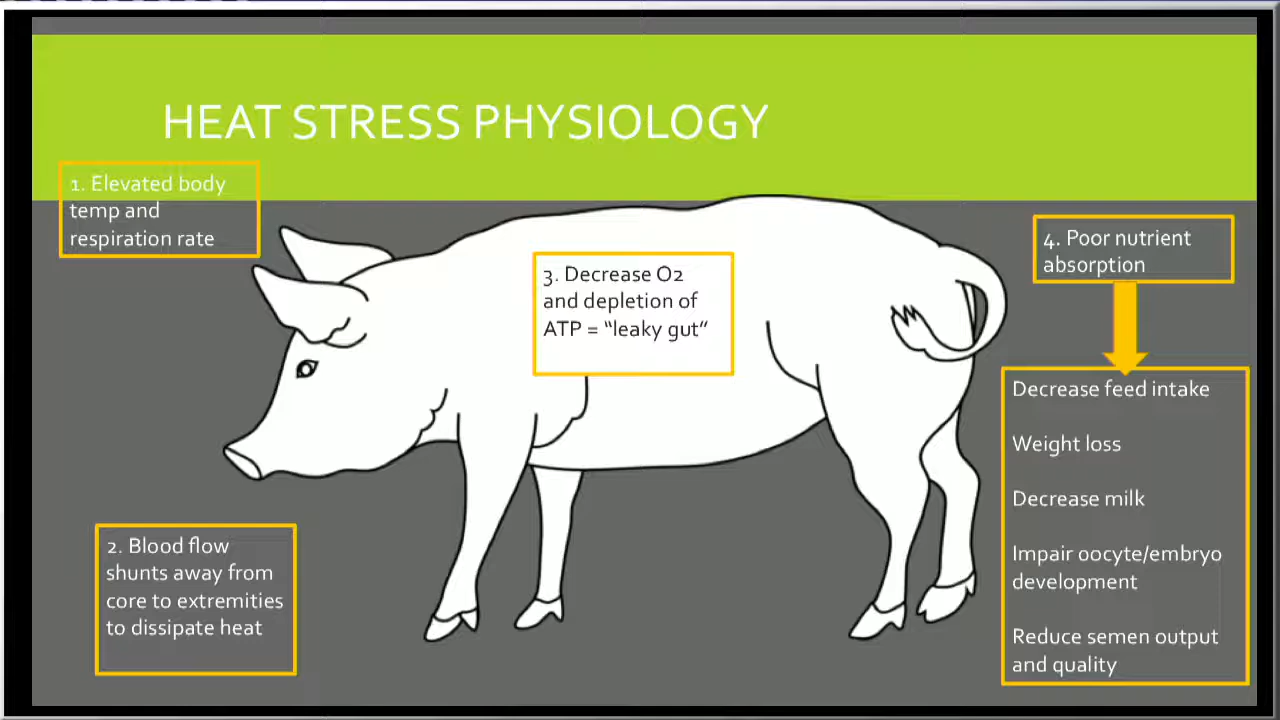 HEAT STRESS PHYSIOLOGY
1. Elevated body
temp and
respiration rate
2. Blood flow
shunts away from
core to extremities
to dissipate heat
3. Decrease O2
and depletion of
ATP = “leaky gut”
4. Poor nutrient
absorption
Decrease feed intake
Weight loss
Decrease milk
Impair oocyte/embryo
development
Reduce semen output
and quality